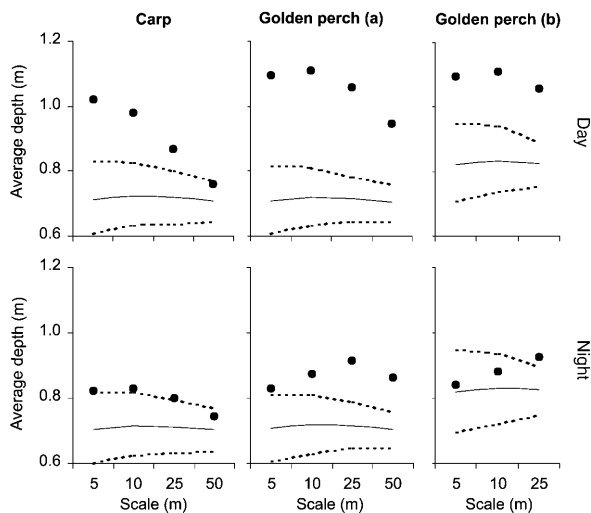 Carp Golden perch (a) Golden perch (b)
1.2
1.0
0.8
0.6
Average depth (m)
Day
1.2
1.0
0.8
0.6
Average depth (m)
Night
5 10 25 50 5 10 25 50 5 10 25
Scale (m) Scale (m) Scale (m)